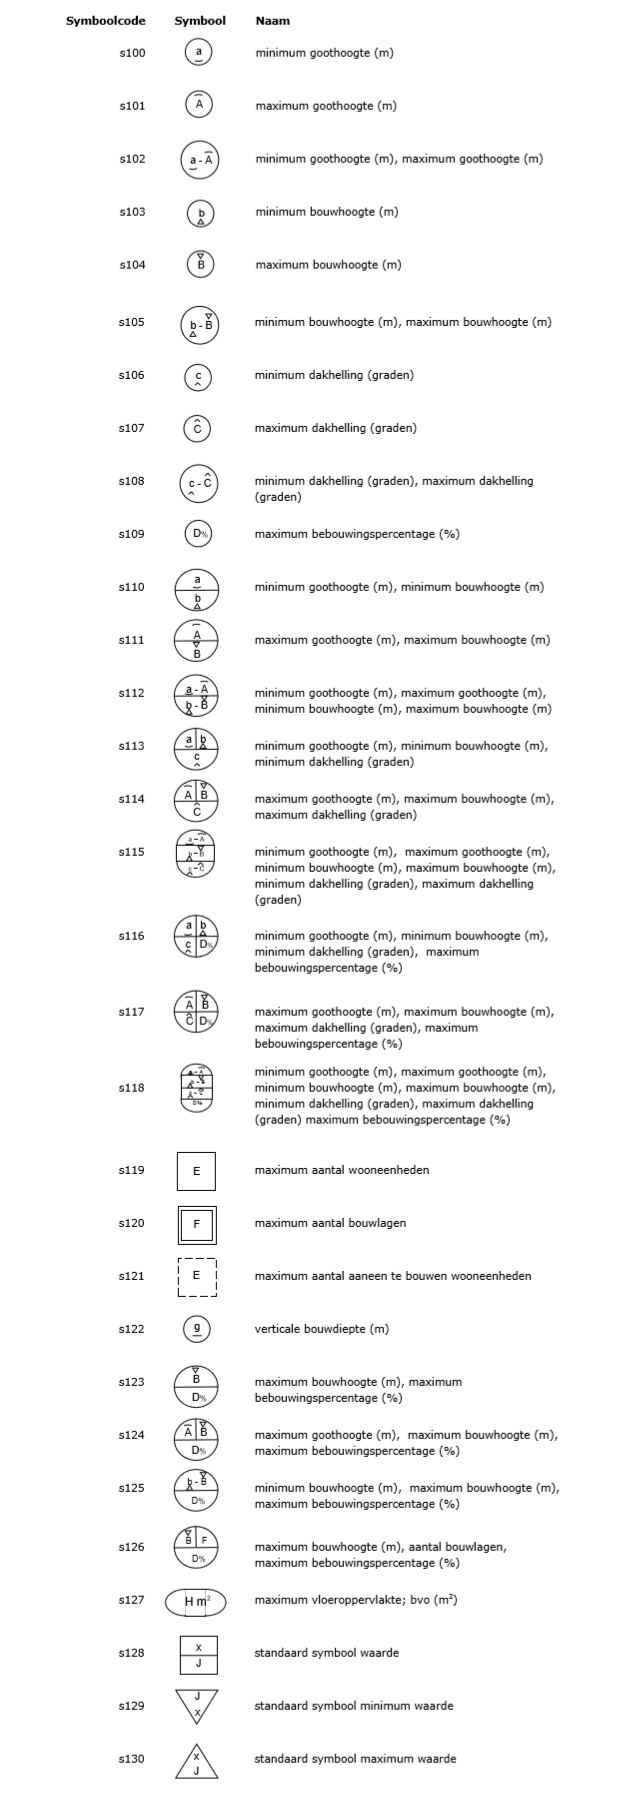 Symboolcode Symbool Naam
s100 a minimum goothoogte (m)
s101 A maximum goothoogte (m)
s102 a - A minimum goothoogte (m), maximum goothoogte (m)
s103 b minimum bouwhoogte (m)
s104 B maximum bouwhoogte (m)
s105 b - B minimum bouwhoogte (m), maximum bouwhoogte (m)
s106 c minimum dakhelling (graden)
s107 C maximum dakhelling (graden)
s108 c - C minimum dakhelling (graden), maximum dakhelling
(graden)
s109 D% maximum bebouwingspercentage (%)
s110 a b minimum goothoogte (m), minimum bouwhoogte (m)
s111 A B maximum goothoogte (m), maximum bouwhoogte (m)
s112 a - A b - B minimum goothoogte (m), maximum goothoogte (m),
minimum bouwhoogte (m), maximum bouwhoogte (m)
s113 a b c minimum goothoogte (m), minimum bouwhoogte (m),
minimum dakhelling (graden)
s114 A B C maximum goothoogte (m), maximum bouwhoogte (m),
maximum dakhelling (graden)
s115 a - A b - B c - C minimum goothoogte (m), maximum goothoogte (m),
minimum bouwhoogte (m), maximum bouwhoogte (m),
minimum dakhelling (graden), maximum dakhelling
(graden)
s116 a b c D% minimum goothoogte (m), minimum bouwhoogte (m),
minimum dakhelling (graden), maximum
bebouwingspercentage (%)
s117 A B C D% maximum goothoogte (m), maximum bouwhoogte (m),
maximum dakhelling (graden), maximum
bebouwingspercentage (%)
s118 D% minimum goothoogte (m), maximum goothoogte (m),
minimum bouwhoogte (m), maximum bouwhoogte (m),
minimum dakhelling (graden), maximum dakhelling
(graden) maximum bebouwingspercentage (%)
s119 E maximum aantal wooneenheden
s120 F maximum aantal bouwlagen
s121 E maximum aantal aaneen te bouwen wooneenheden
s122 g verticale bouwdiepte (m)
s123 B D% maximum bouwhoogte (m), maximum
bebouwingspercentage (%)
s124 A B D% maximum goothoogte (m), maximum bouwhoogte (m),
maximum bebouwingspercentage (%)
s125 b - B D% minimum bouwhoogte (m), maximum bouwhoogte (m),
maximum bebouwingspercentage (%)
s126 B F D% maximum bouwhoogte (m), aantal bouwlagen,
maximum bebouwingspercentage (%)
s127 H m² maximum vloeroppervlakte; bvo (m²)
s128 x J standaard symbool waarde
s129 J x standaard symbool minimum waarde
s130 x J standaard symbool maximum waarde